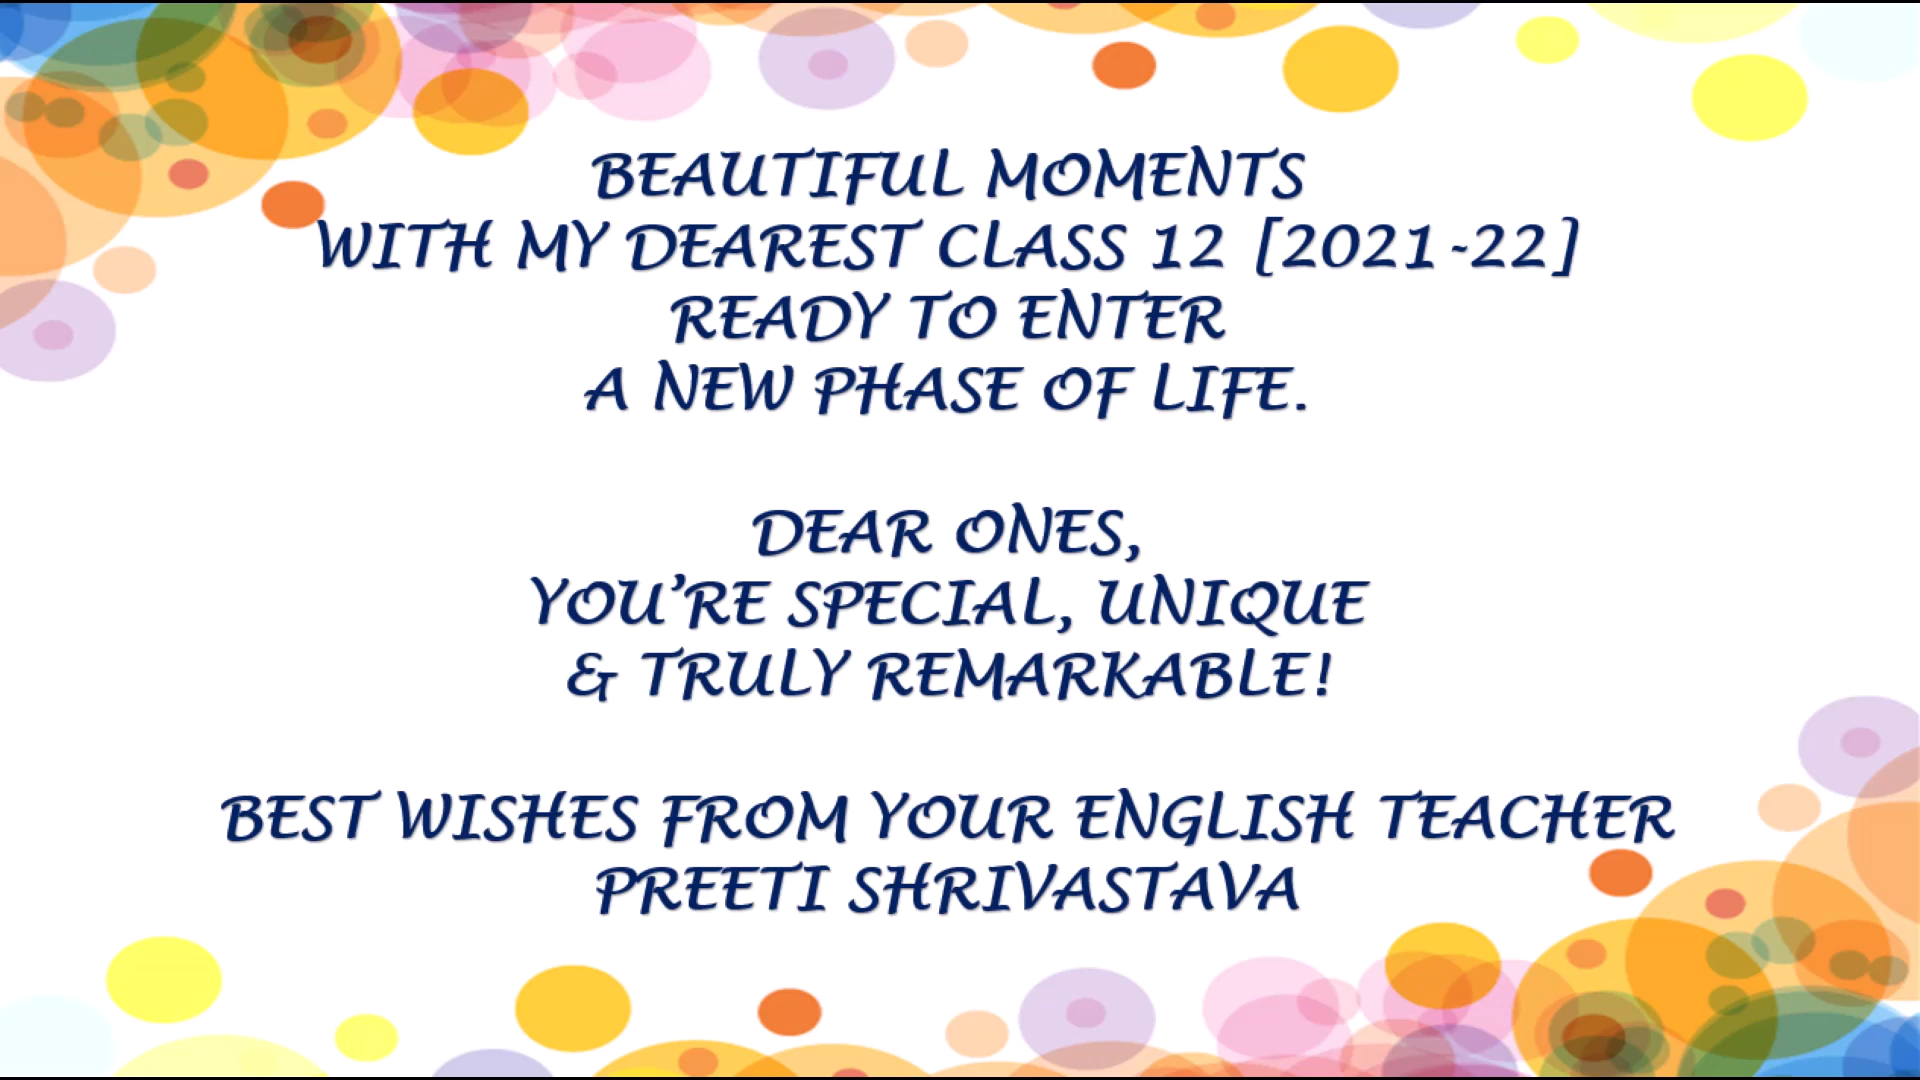 BEAUTIFUL MOMENTS
WITH MY DEAREST CLASS 12 [2021-22]
READY TO ENTER
A NEW PHASE OF LIFE.
DEAR ONES,
YOU’RE SPECIAL, UNIQUE
& TRULY REMARKABLE!
BEST WISHES FROM YOUR ENGLISH TEACHER
PREETI SHRIVASTAVA